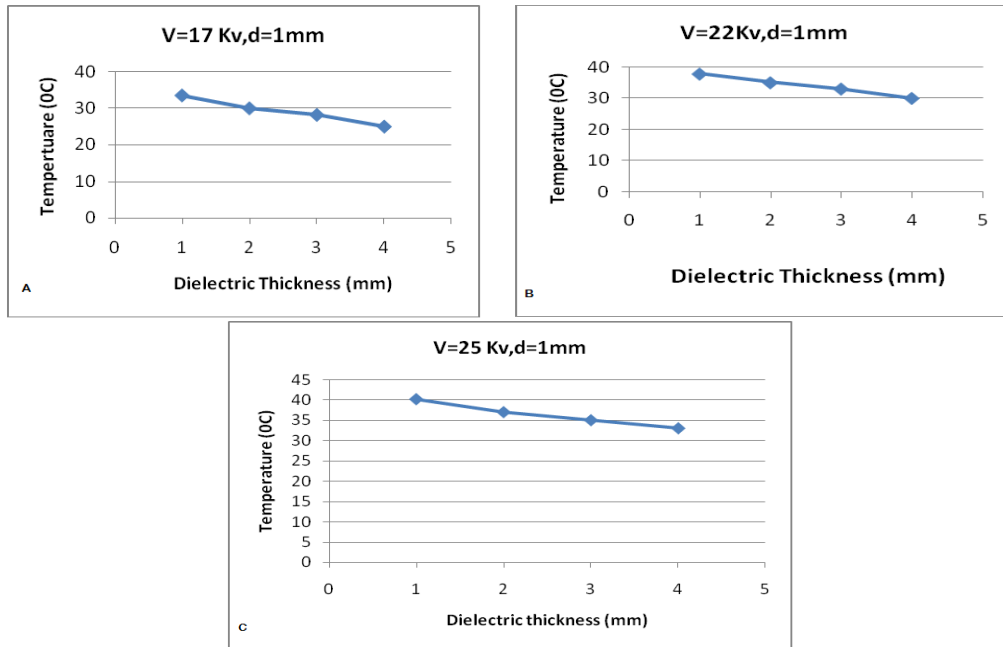 V=17 Kv,d=1mm
Tempertuare (0C)
40
30
20
10
0
0 1 2 3 4 5
Dielectric Thickness (mm)
A
V=22Kv,d=1mm
Temperature (0C)
40
30
20
10
0
0 1 2 3 4 5
Dielectric Thickness (mm)
B
V=25 Kv,d=1mm
Temperature (0C)
45
40
35
30
25
20
15
10
5
0
0 1 2 3 4 5
Dielectric thickness (mm)
C